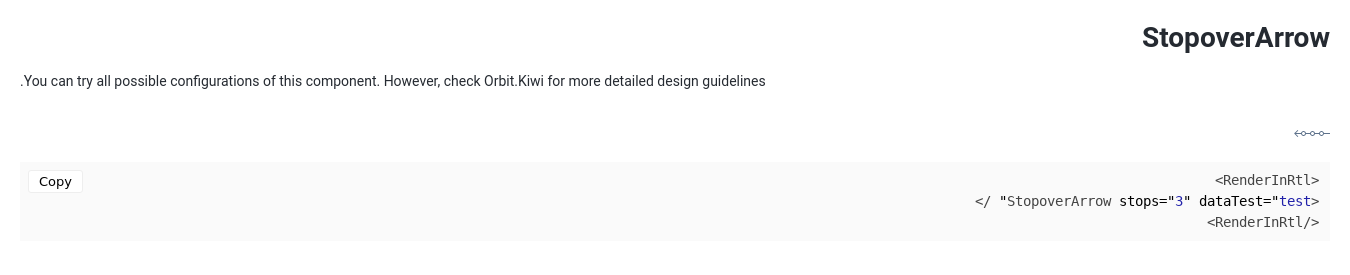 StopoverArrow
.You can try all possible configurations of this component. However, check Orbit.Kiwi for more detailed design guidelines
Copy
<RenderInRtl>
</ "StopoverArrow stops="3" dataTest="test>
<RenderInRtl/>